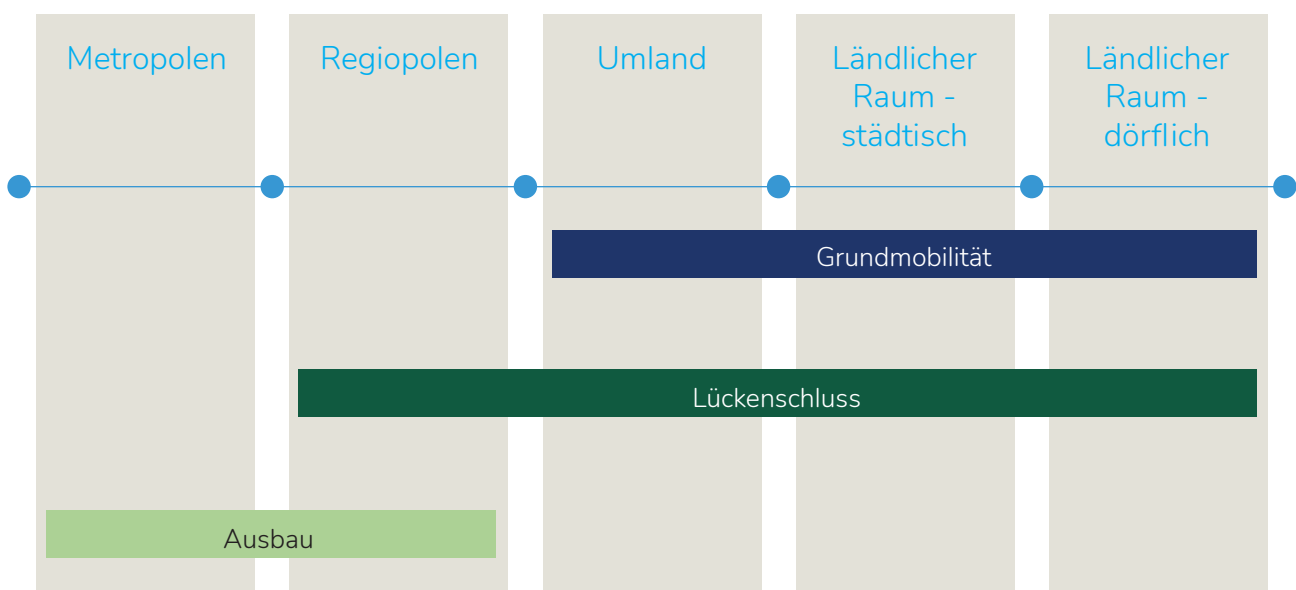 Metropolen
Regiopolen
Umland
Ländlicher
Raum -
städtisch
Ländlicher
Raum -
dörflich
Grundmobilität
Lückenschluss
Ausbau